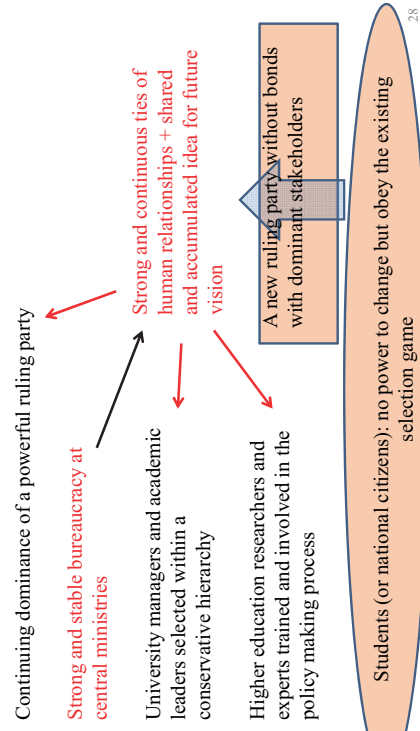 Continuing dominance of a powerful ruling party
Strong and stable bureaucracy at
central ministries
University managers and academic
leaders selected within a
conservative hierarchy
Higher education researchers and
experts trained and involved in the
policy making process
Strong and continuous ties of
human relationships + shared
and accumulated idea for future
vision
A new ruling party without bonds
with dominant stakeholders
Students (or national citizens): no power to change but obey the existing
selection game
28